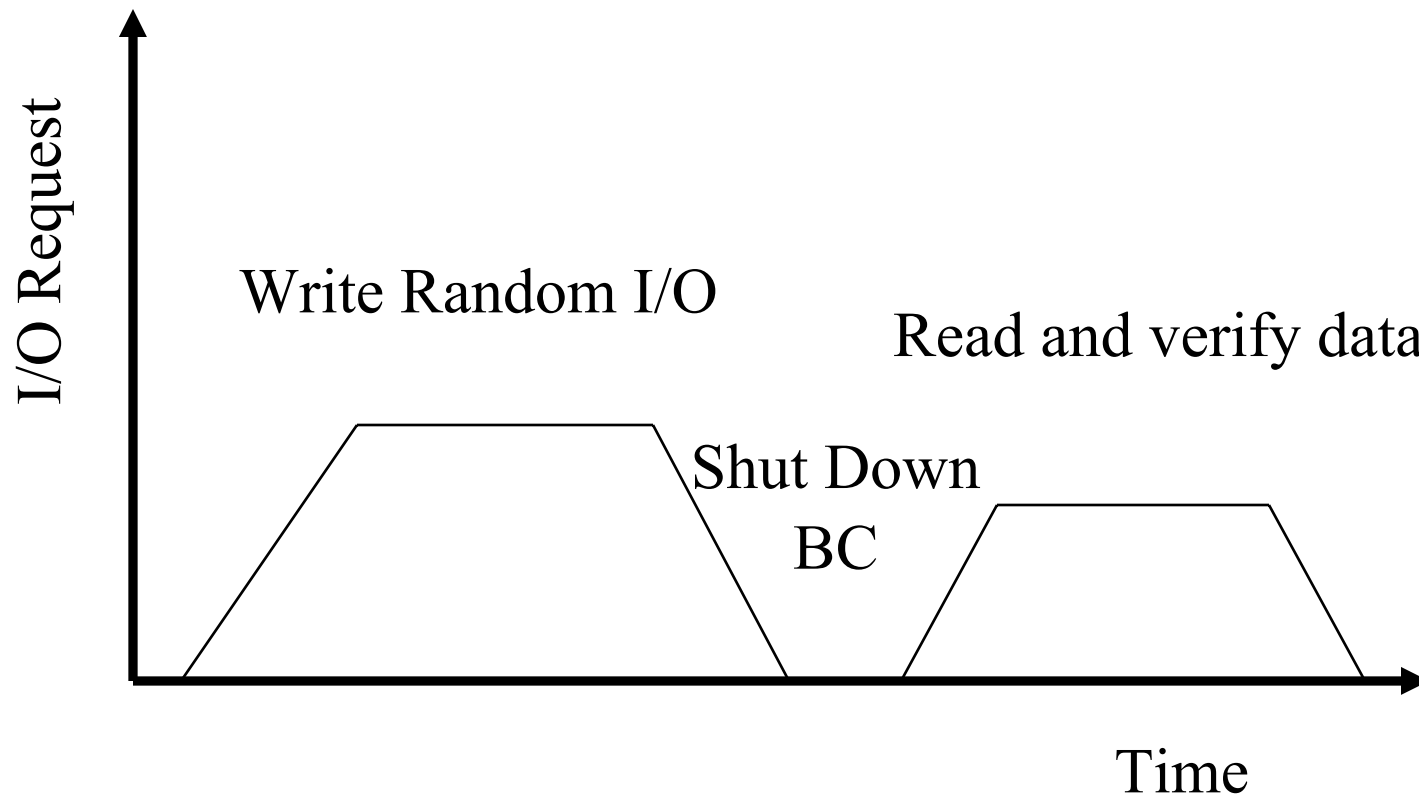 I/O Request
Write Random I/O
Read and verify data
Shut Down
BC
Time